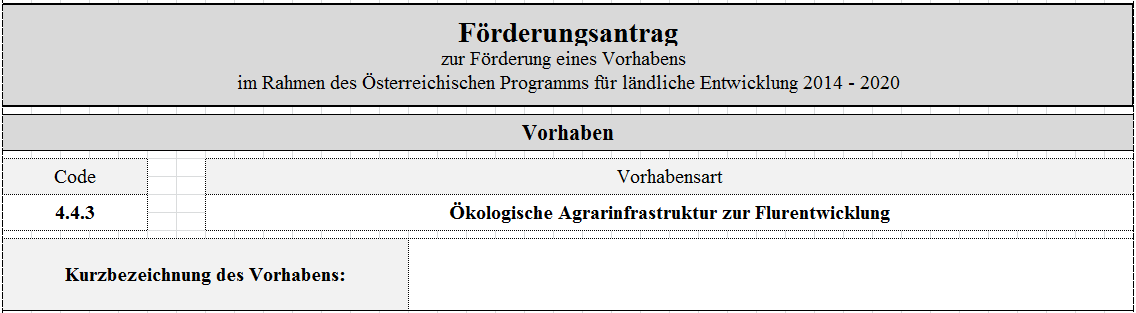 Förderungsantrag
zur Förderung eines Vorhabens
im Rahmen des Österreichischen Programms für ländliche Entwicklung 2014 - 2020
Vorhaben
Code
Vorhabensart
4.4.3
Ökologische Agrarinfrastruktur zur Flurentwicklung
Kurzbezeichnung des Vorhabens: